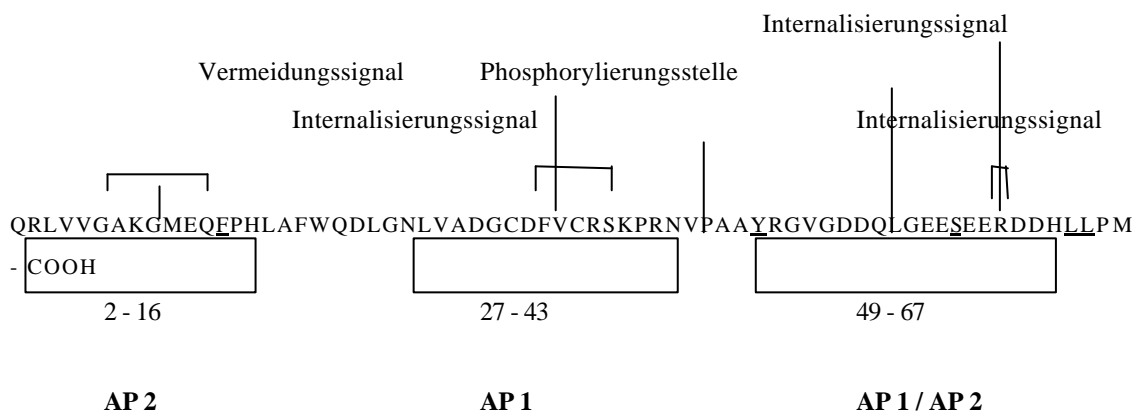 Internalisierungssignal
Vermeidungssignal Phosphorylierungsstelle
Internalisierungssignal Internalisierungssignal
QRLVVGAKGMEQFPHLAFWQDLGNLVADGCDFVCRSKPRNVPAAYRGVGDDQLGEESEERDDHLLPM
- COOH
2 - 16 27 - 43 49 - 67
AP 2 AP 1 AP 1 / AP 2